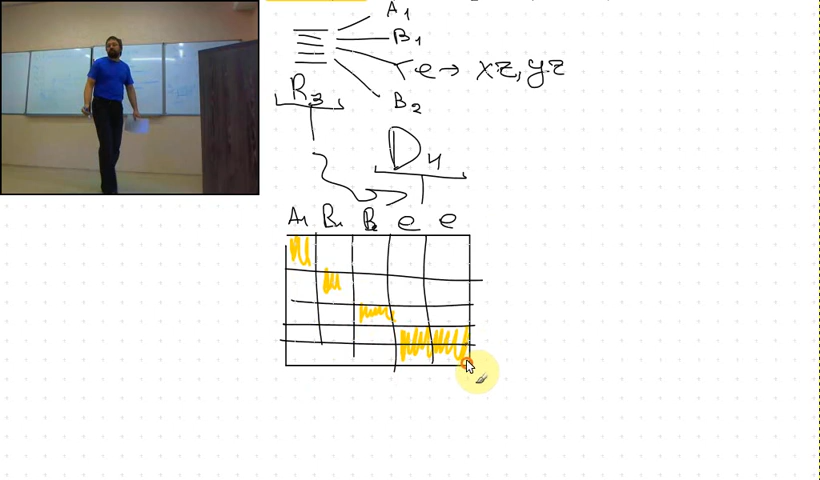 A1
B1
e → xz, yz
B2
R3
D4
A1 B1 B2 e e